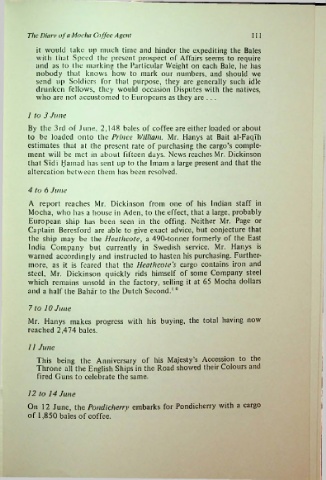 The Diary of a Mocha Coffee Agent 111
it would take up much time and hinder the expediting the Bales
with that Speed the present prospect of Affairs seems to require
and as to the marking the Particular Weight on each Bale, he has
nobody that knows how to mark our numbers, and should we
send up Soldiers for that purpose, they are generally such idle
drunken fellows, they would occasion Disputes with the natives,
who are not accustomed to Europeans as they are . . .
1 to 3 June
By the 3rd of June, 2,148 bales of coffee are either loaded or about
to be loaded onto the Prince William. Mr. Hanys at Bait al-Faqīh
estimates that at the present rate of purchasing the cargo's comple-
ment will be met in about fifteen days. News reaches Mr. Dickinson
that Sīdī Ḥamad has sent up to the Imam a large present and that the
altercation between them has been resolved.
4 to 6 June
A report reaches Mr. Dickinson from one of his Indian staff in
Mocha, who has a house in Aden, to the effect, that a large, probably
European ship has been seen in the offing. Neither Mr. Page or
Captain Beresford are able to give exact advice, but conjecture that
the ship may be the Heathcote, a 490-tonner formerly of the East
India Company but currently in Swedish service. Mr. Hanys is
warned accordingly and instructed to hasten his purchasing. Further-
more, as it is feared that the Heathcote's cargo contains iron and
steel, Mr. Dickinson quickly rids himself of some Company steel
which remains unsold in the factory, selling it at 65 Mocha dollars
and a half the Bahār to the Dutch Second.
7 to 10 June
Mr. Hanys makes progress with his buying, the total having now
reached 2,474 bales.
11 June
This being the Anniversary of his Majesty's Accession to the
Throne all the English Ships in the Road showed their Colours and
fired Guns to celebrate the same.
12 to 14 June
On 12 June, the Pondicherry embarks for Pondicherry with a cargo
of 1,850 bales of coffee.